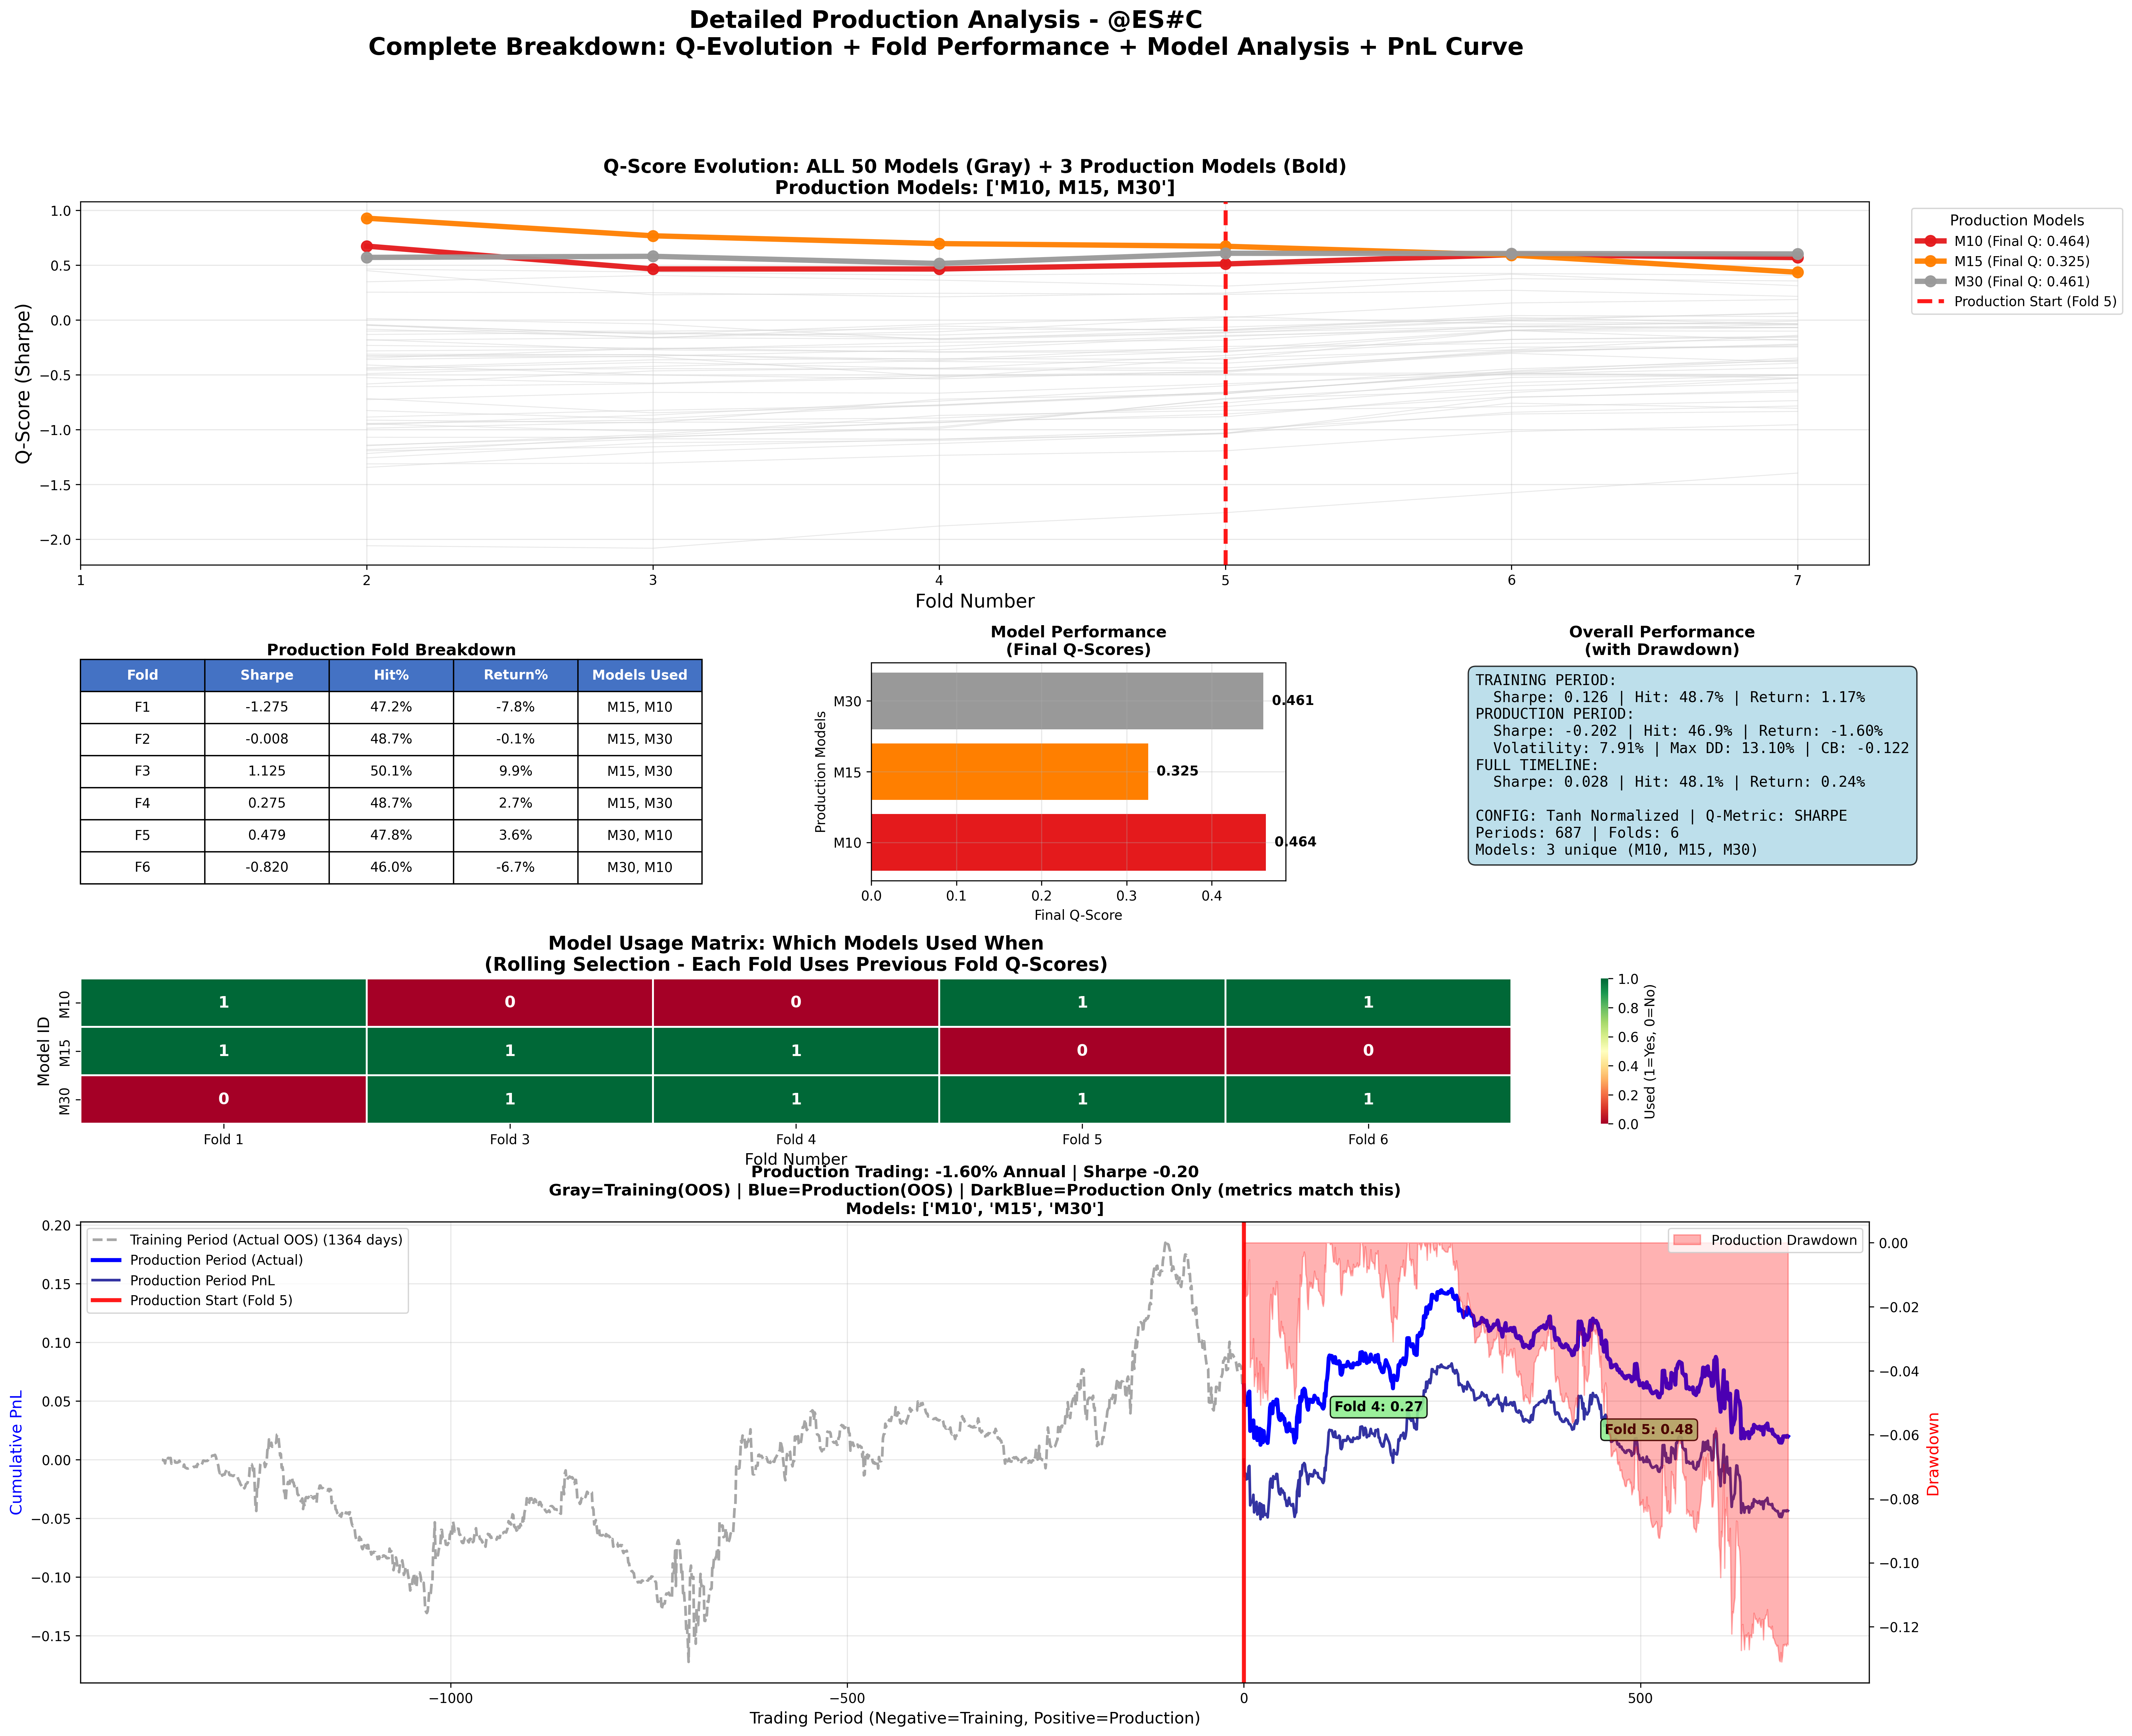 Detailed Production Analysis - @ES#C
Complete Breakdown: Q-Evolution + Fold Performance + Model Analysis + PnL Curve
Q-Score Evolution: ALL 50 Models (Gray) + 3 Production Models (Bold)
Production Models: ['M10, M15, M30']
Q-Score (Sharpe)
1.0
0.5
0.0
−0.5
−1.0
−1.5
−2.0
1 2 3 4 5 6 7
Fold Number
Production Models
M10 (Final Q: 0.464)
M15 (Final Q: 0.325)
M30 (Final Q: 0.461)
Production Start (Fold 5)
Production Fold Breakdown
Fold Sharpe Hit% Return% Models Used
F1 -1.275 47.2% -7.8% M15, M10
F2 -0.008 48.7% -0.1% M15, M30
F3 1.125 50.1% 9.9% M15, M30
F4 0.275 48.7% 2.7% M15, M30
F5 0.479 47.8% 3.6% M30, M10
F6 -0.820 46.0% -6.7% M30, M10
Model Performance
(Final Q-Scores)
Production Models
M30 0.461
M15 0.325
M10 0.464
0.0 0.1 0.2 0.3 0.4
Final Q-Score
Overall Performance
(with Drawdown)
TRAINING PERIOD:
Sharpe: 0.126 | Hit: 48.7% | Return: 1.17%
PRODUCTION PERIOD:
Sharpe: -0.202 | Hit: 46.9% | Return: -1.60%
Volatility: 7.91% | Max DD: 13.10% | CB: -0.122
FULL TIMELINE:
Sharpe: 0.028 | Hit: 48.1% | Return: 0.24%
CONFIG: Tanh Normalized | Q-Metric: SHARPE
Periods: 687 | Folds: 6
Models: 3 unique (M10, M15, M30)
Model Usage Matrix: Which Models Used When
(Rolling Selection - Each Fold Uses Previous Fold Q-Scores)
Model ID
M10 1 0 0 1 1
M15 1 1 1 0 0
M30 0 1 1 1 1
Fold 1 Fold 3 Fold 4 Fold 5 Fold 6
Fold Number
1.0
0.8
0.6
0.4
0.2
0.0
Used (1=Yes, 0=No)
Production Trading: -1.60% Annual | Sharpe -0.20
Gray=Training(OOS) | Blue=Production(OOS) | DarkBlue=Production Only (metrics match this)
Models: ['M10', 'M15', 'M30']
Training Period (Actual OOS) (1364 days)
Production Period (Actual)
Production Period PnL
Production Start (Fold 5)
Production Drawdown
Cumulative PnL
0.20
0.15
0.10
0.05
0.00
−0.05
−0.10
−0.15
Fold 4: 0.27
Fold 5: 0.48
0.00
−0.02
−0.04
−0.06
−0.08
−0.10
−0.12
Drawdown
−1000 −500 0 500
Trading Period (Negative=Training, Positive=Production)